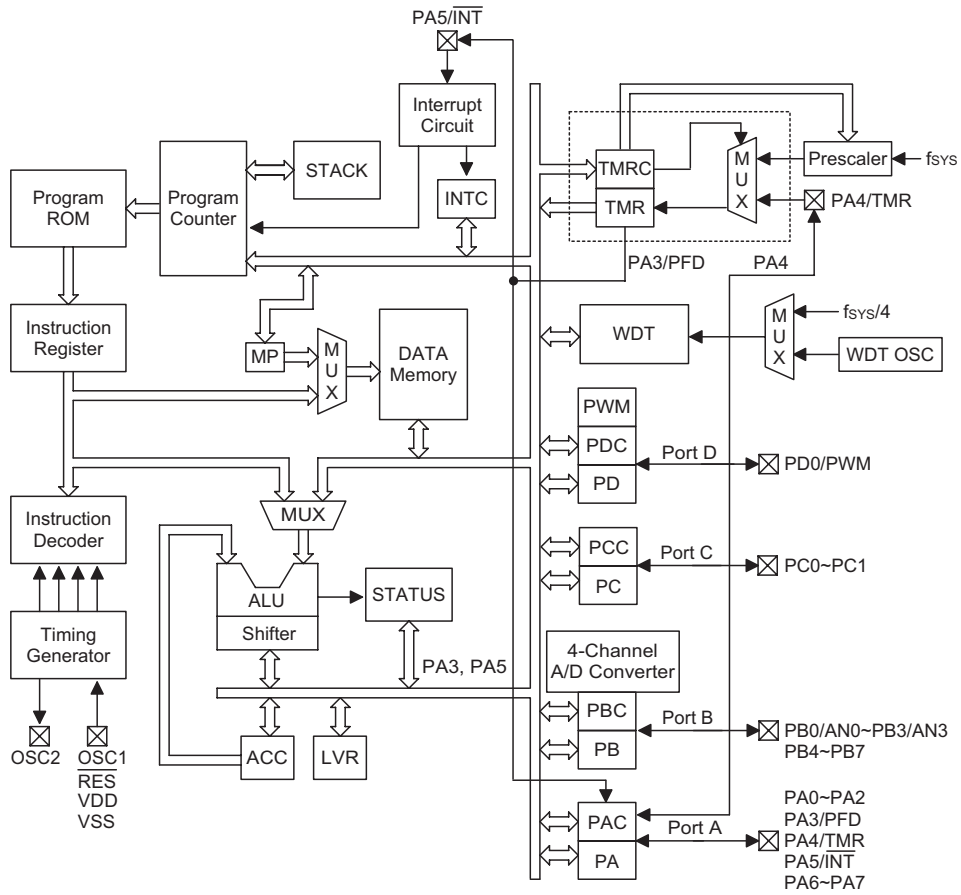 PA5/INT
Interrupt
Circuit
STACK
Program
ROM
Program
Counter
INTC
TMRC
TMR
M
U
X
Prescaler
fSYS
PA4/TMR
PA3/PFD
PA4
Instruction
Register
MP
M
U
X
DATA
Memory
WDT
M
U
X
fSYS/4
WDT OSC
PWM
PDC
PD
Port D
PD0/PWM
Instruction
Decoder
MUX
ALU
Shifter
STATUS
PCC
PC
Port C
PC0~PC1
Timing
Generator
PA3, PA5
4-Channel
A/D Converter
PBC
PB
Port B
PB0/AN0~PB3/AN3
PB4~PB7
OSC2
OSC1
RES
VDD
VSS
ACC
LVR
PAC
PA
Port A
PA0~PA2
PA3/PFD
PA4/TMR
PA5/INT
PA6~PA7